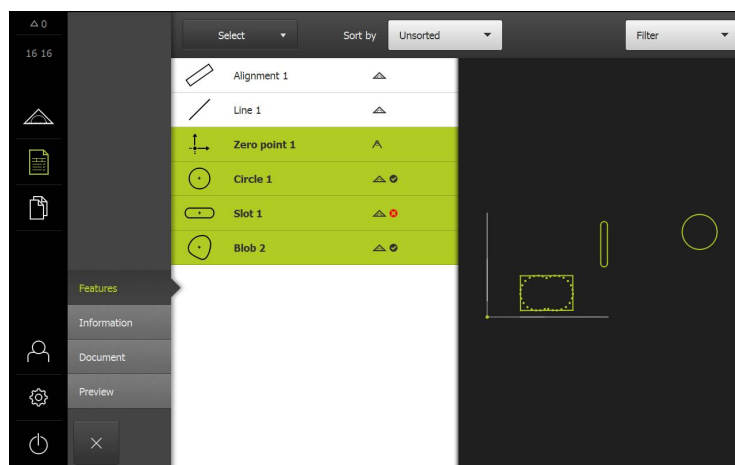 △ 0
16 16
Select
Sort by
Unsorted
Filter
Alignment 1
Line 1
Zero point 1
Circle 1
Slot 1
Blob 2
Features
Information
Document
Preview